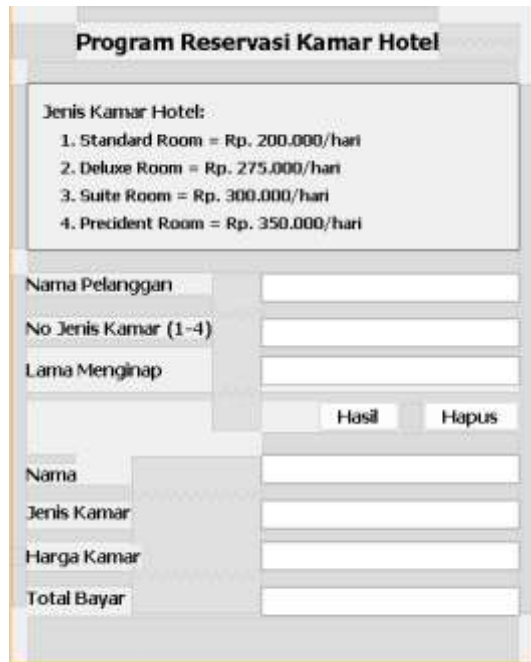 Program Reservasi Kamar Hotel
Jenis Kamar Hotel:
1. Standard Room = Rp. 200.000/hari
2. Deluxe Room = Rp. 275.000/hari
3. Suite Room = Rp. 300.000/hari
4. Precident Room = Rp. 350.000/hari
Nama Pelanggan
No Jenis Kamar (1-4)
Lama Menginap
Hasil Hapus
Nama
Jenis Kamar
Harga Kamar
Total Bayar